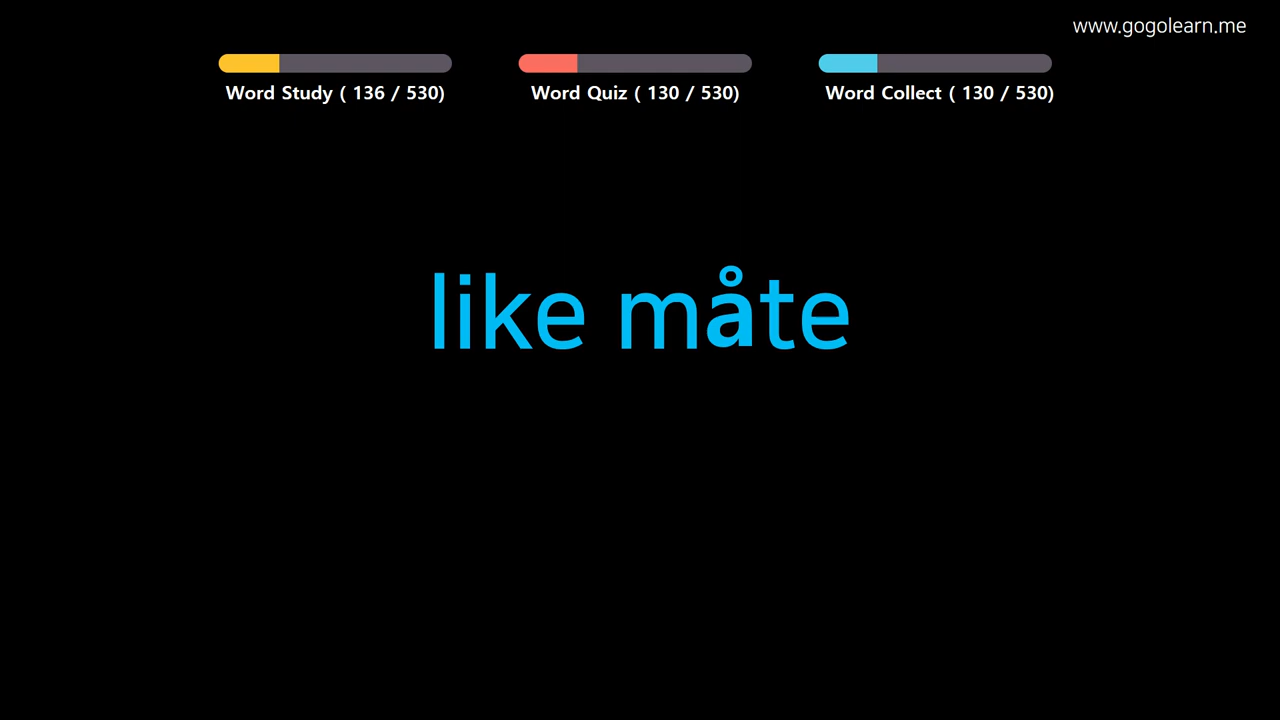 www.gogolearn.me
Word Study ( 136 / 530)
Word Quiz ( 130 / 530)
Word Collect ( 130 / 530)
like måte